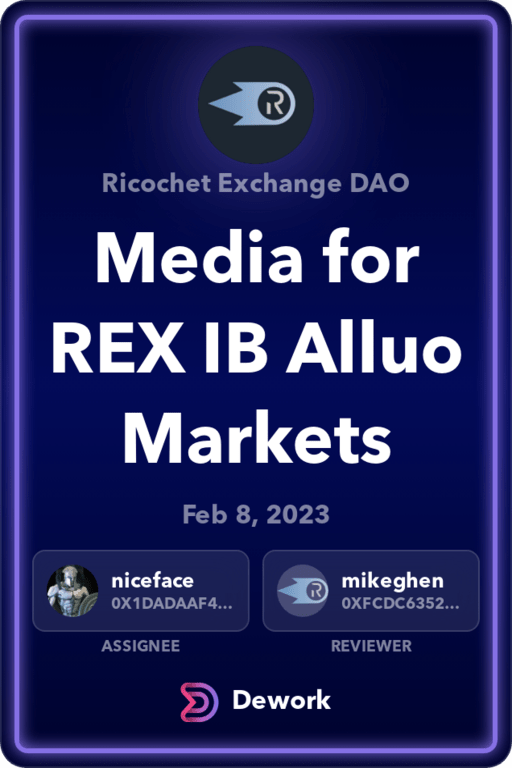 R
Ricochet Exchange DAO
Media for
REX IB Alluo
Markets
Feb 8, 2023
niceface
0X1DADAAF4...
mikeghen
0XFCDC6352...
R
ASSIGNEE
REVIEWER
Dework